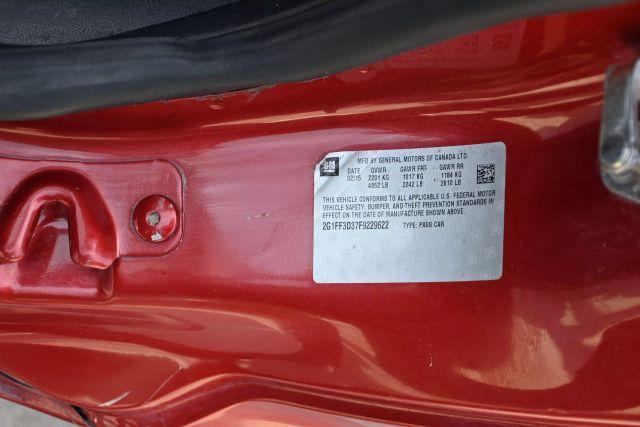 GM
MFD BY GENERAL MOTORS OF CANADA LTD.
DATE GVWR GAWR FRT GAWR RR
02/15 2201 KG 1017 KG 1184 KG
4852 LB 2242 LB 2610 LB
THIS VEHICLE CONFORMS TO ALL APPLICABLE U.S. FEDERAL MOTOR
VEHICLE SAFETY, BUMPER, AND THEFT PREVENTION STANDARDS IN
EFFECT ON THE DATE OF MANUFACTURE SHOWN ABOVE.
2G1FF3D37F9229622 TYPE: PASS CAR